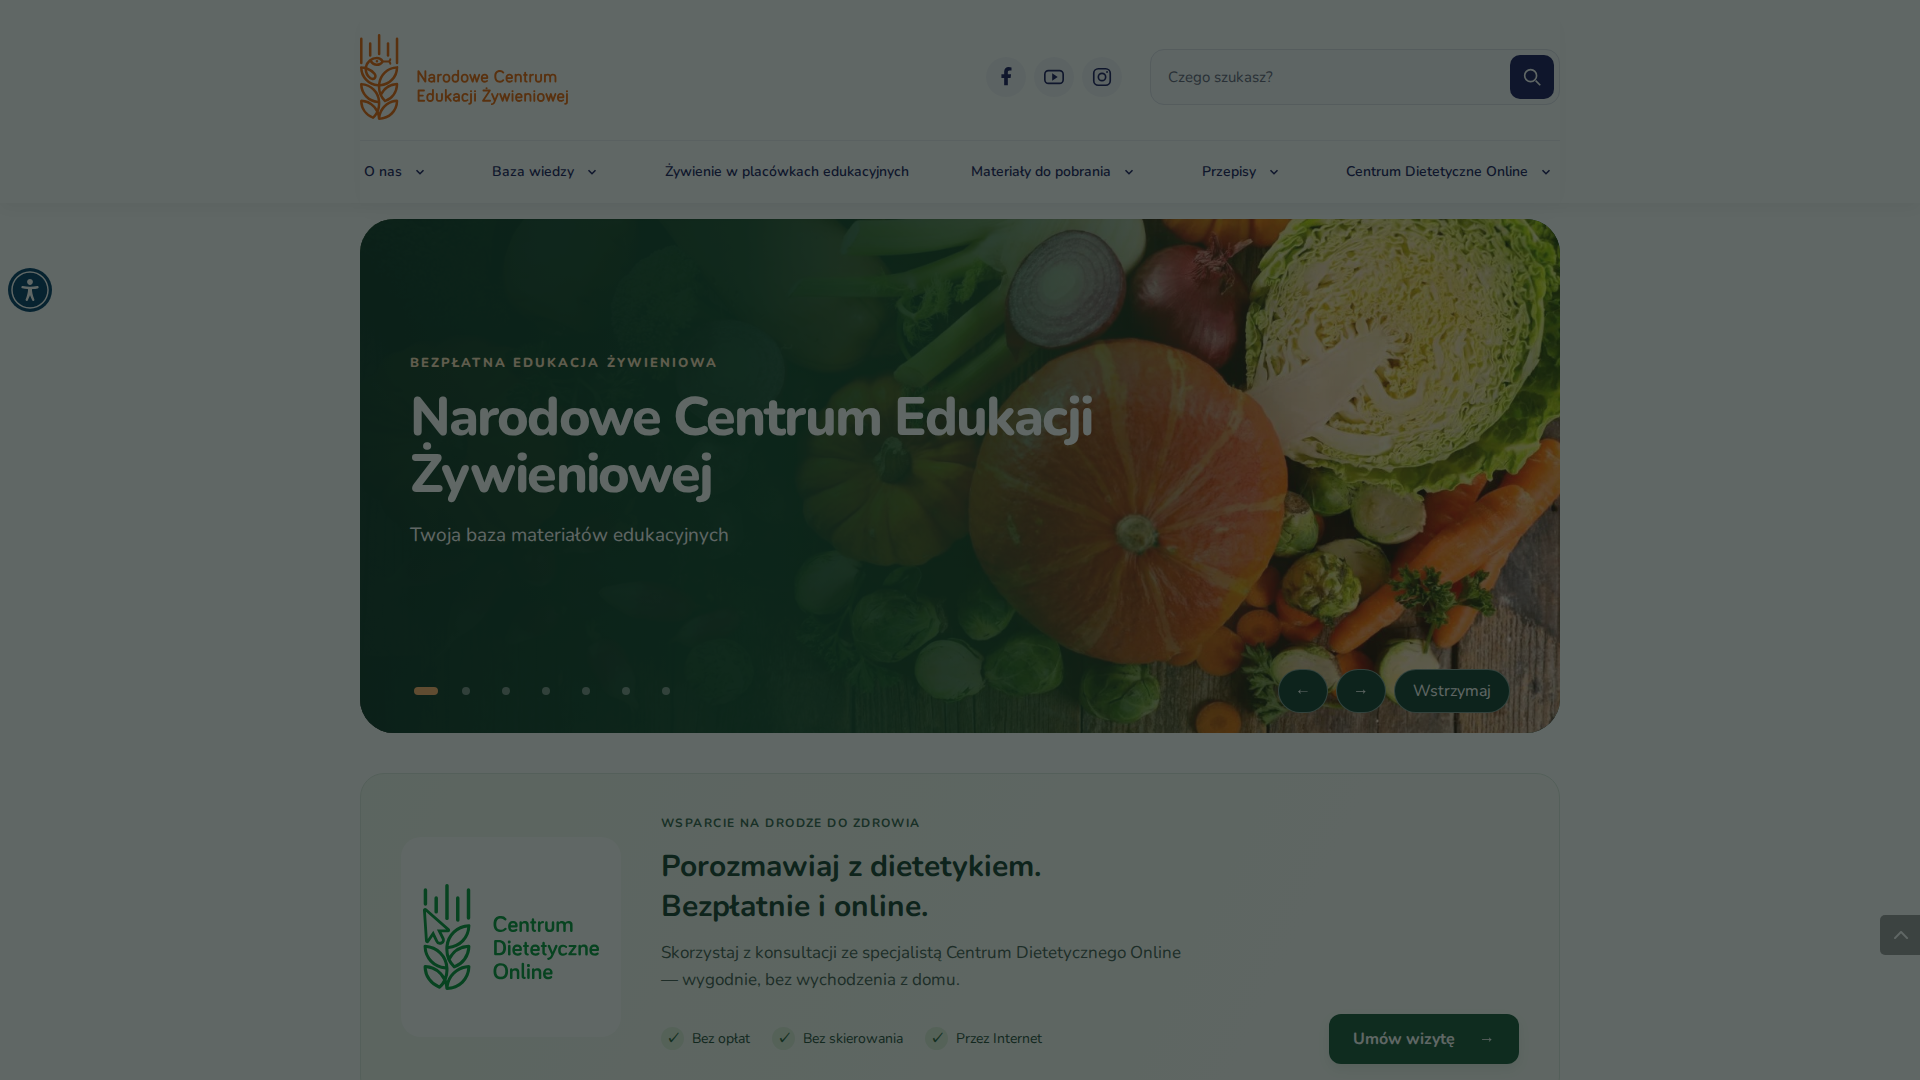 Narodowe Centrum
Edukacji Żywieniowej
Czego szukasz?
O nas
Baza wiedzy
Żywienie w placówkach edukacyjnych
Materiały do pobrania
Przepisy
Centrum Dietetyczne Online
BEZPŁATNA EDUKACJA ŻYWIENIOWA
Narodowe Centrum Edukacji
Żywieniowej
Twoja baza materiałów edukacyjnych
← → Wstrzymaj
WSPARCIE NA DRODZE DO ZDROWIA
Porozmawiaj z dietetykiem.
Bezpłatnie i online.
Centrum
Dietetyczne
Online
Skorzystaj z konsultacji ze specjalistą Centrum Dietetycznego Online
— wygodnie, bez wychodzenia z domu.
✓ Bez opłat
✓ Bez skierowania
✓ Przez Internet
Umów wizytę →